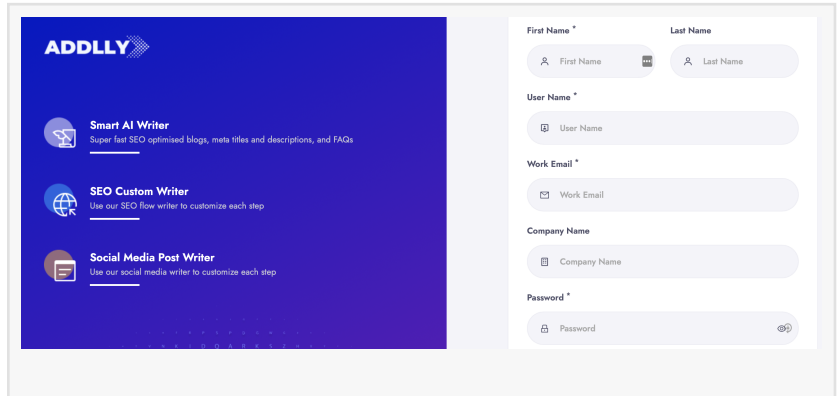 ADDLLY
Smart AI Writer
Super fast SEO optimised blogs, meta titles and descriptions, and FAQs
SEO Custom Writer
Use our SEO flow writer to customize each step
Social Media Post Writer
Use our social media writer to customize each step
First Name *
Last Name
First Name
Last Name
User Name *
User Name
Work Email *
Work Email
Company Name
Company Name
Password *
Password